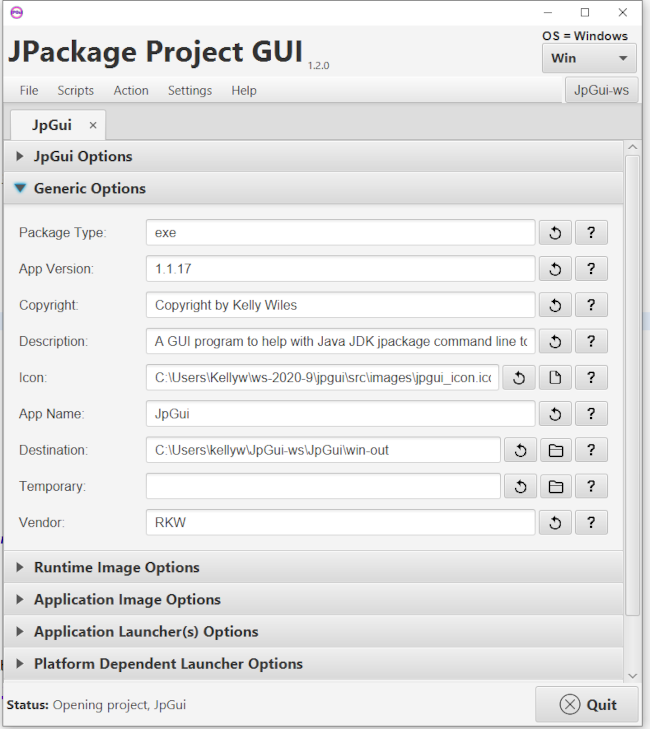 OS = Windows
JPackage Project GUI 1.2.0
Win
File Scripts Action Settings Help JpGui-ws
JpGui ×
JpGui Options
Generic Options
Package Type: exe ?
App Version: 1.1.17 ?
Copyright: Copyright by Kelly Wiles ?
Description: A GUI program to help with Java JDK jpackage command line to ?
Icon: C:\Users\Kellyw\ws-2020-9\jpgui\src\images\jpgui_icon.ico ?
App Name: JpGui ?
Destination: C:\Users\kellyw\JpGui-ws\JpGui\win-out ?
Temporary: ?
Vendor: RKW ?
Runtime Image Options
Application Image Options
Application Launcher(s) Options
Platform Dependent Launcher Options
Status: Opening project, JpGui
Quit